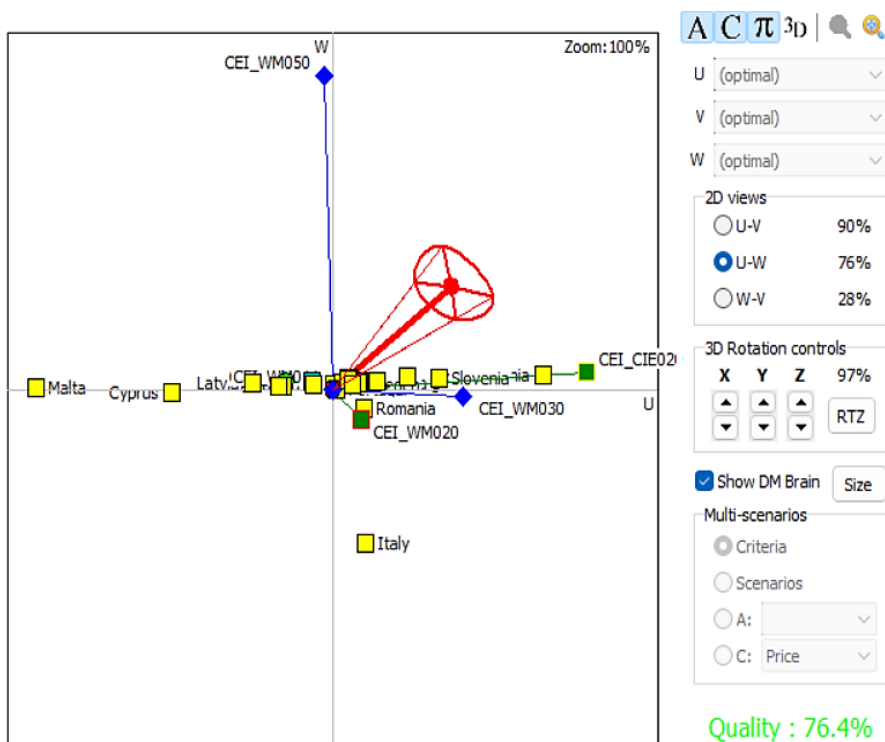 A C π 3D
W
Zoom:100%
CEI_WM050
U (optimal)
V (optimal)
W (optimal)
2D views
U-V 90%
U-W 76%
W-V 28%
3D Rotation controls
X Y Z 97%
RTZ
CEI_CIE020
Slovenia
Malta
Cyprus
U
CEI_WM030
Romania
CEI_WM020
Show DM Brain Size
Multi-scenarios
Criteria
Scenarios
A:
C: Price
Italy
Quality : 76.4%